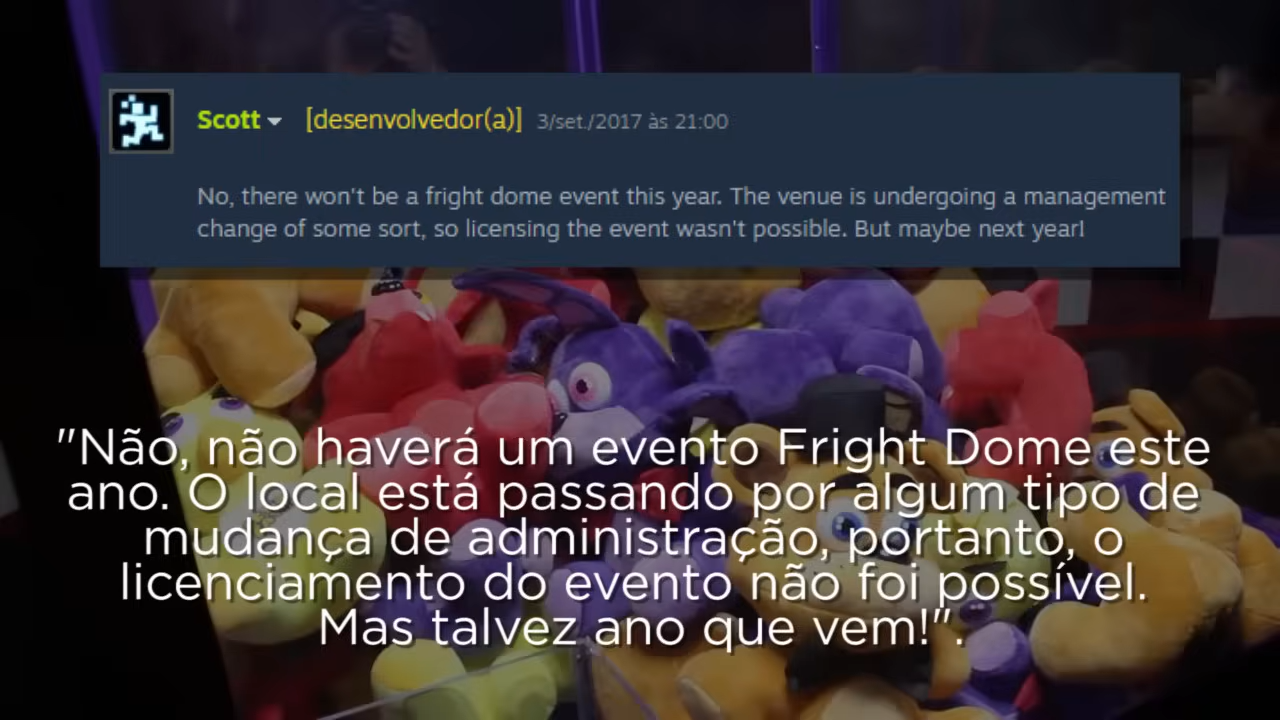 Scott [desenvolvedor(a)] 3/set./2017 às 21:00
No, there won't be a fright dome event this year. The venue is undergoing a management
change of some sort, so licensing the event wasn't possible. But maybe next year!
"Não, não haverá um evento Fright Dome este
ano. O local está passando por algum tipo de
mudança de administração, portanto, o
licenciamento do evento não foi possível.
Mas talvez ano que vem!".